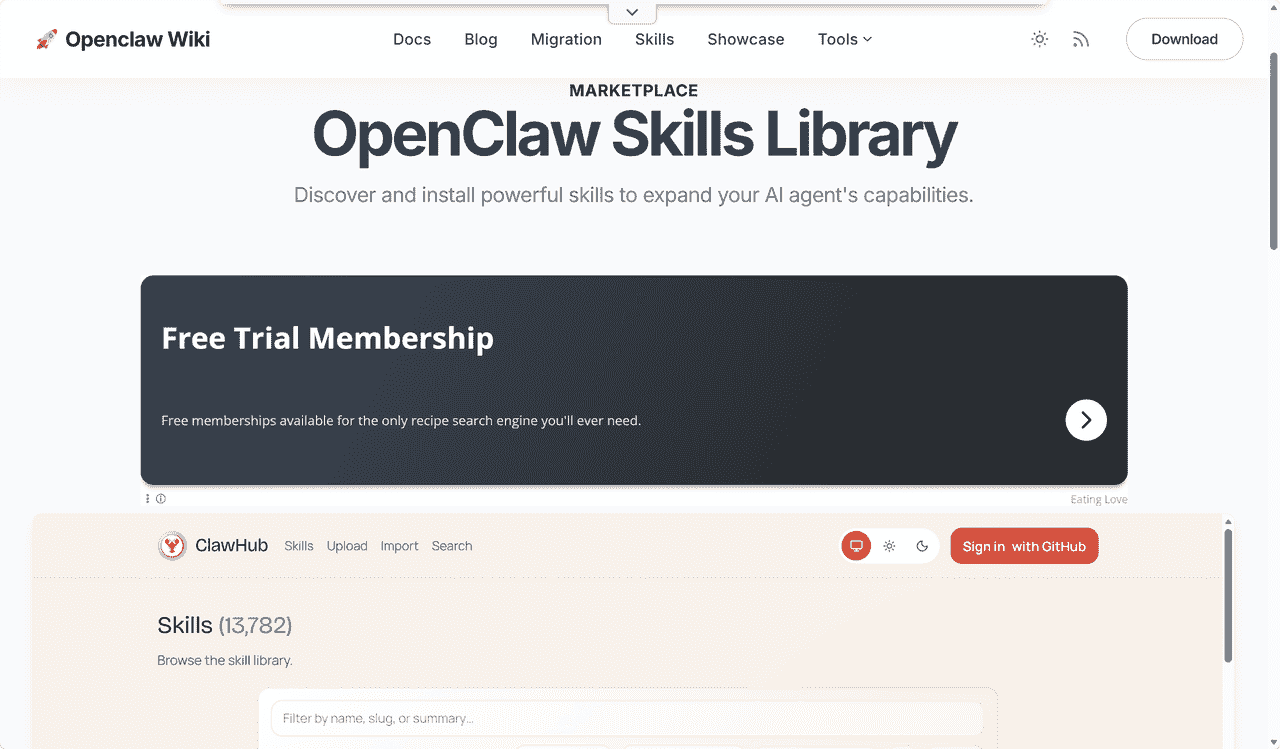 Openclaw Wiki
Docs Blog Migration Skills Showcase Tools
Download
MARKETPLACE
OpenClaw Skills Library
Discover and install powerful skills to expand your AI agent's capabilities.
Free Trial Membership
Free memberships available for the only recipe search engine you'll ever need.
Eating Love
ClawHub Skills Upload Import Search
Sign in with GitHub
Skills (13,782)
Browse the skill library.
Filter by name, slug, or summary...